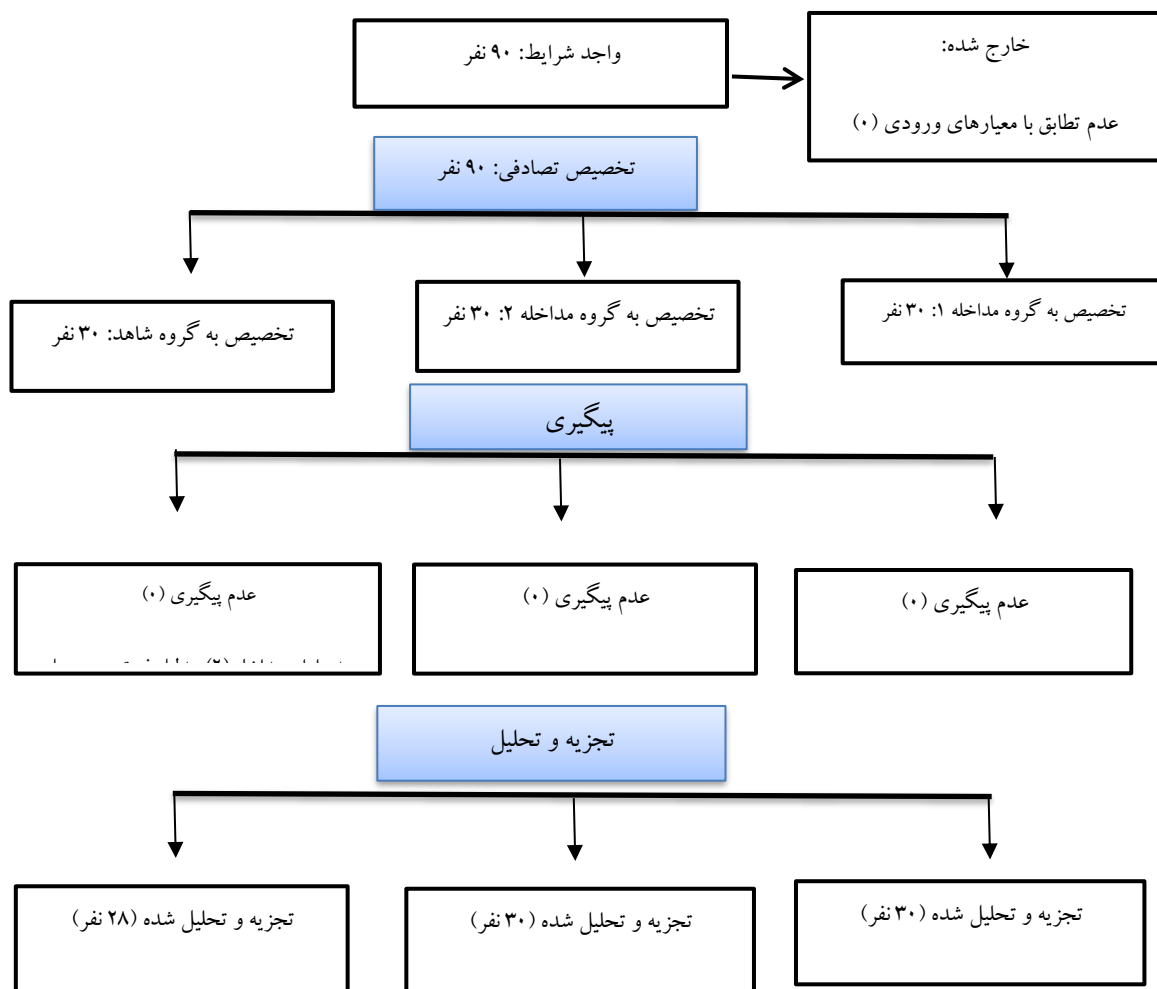 واجد شرایط: ۹۰ نفر
خارج شده:
عدم تطابق با معیارهای ورودی (۰)
تخصیص تصادفی: ۹۰ نفر
تخصیص به گروه مداخله ۱: ۳۰ نفر
تخصیص به گروه مداخله ۲: ۳۰ نفر
تخصیص به گروه شاهد: ۳۰ نفر
پیگیری
عدم پیگیری (۰)
عدم پیگیری (۰)
عدم پیگیری (۰)
تجزیه و تحلیل
تجزیه و تحلیل شده (۳۰ نفر)
تجزیه و تحلیل شده (۳۰ نفر)
تجزیه و تحلیل شده (۲۸ نفر)